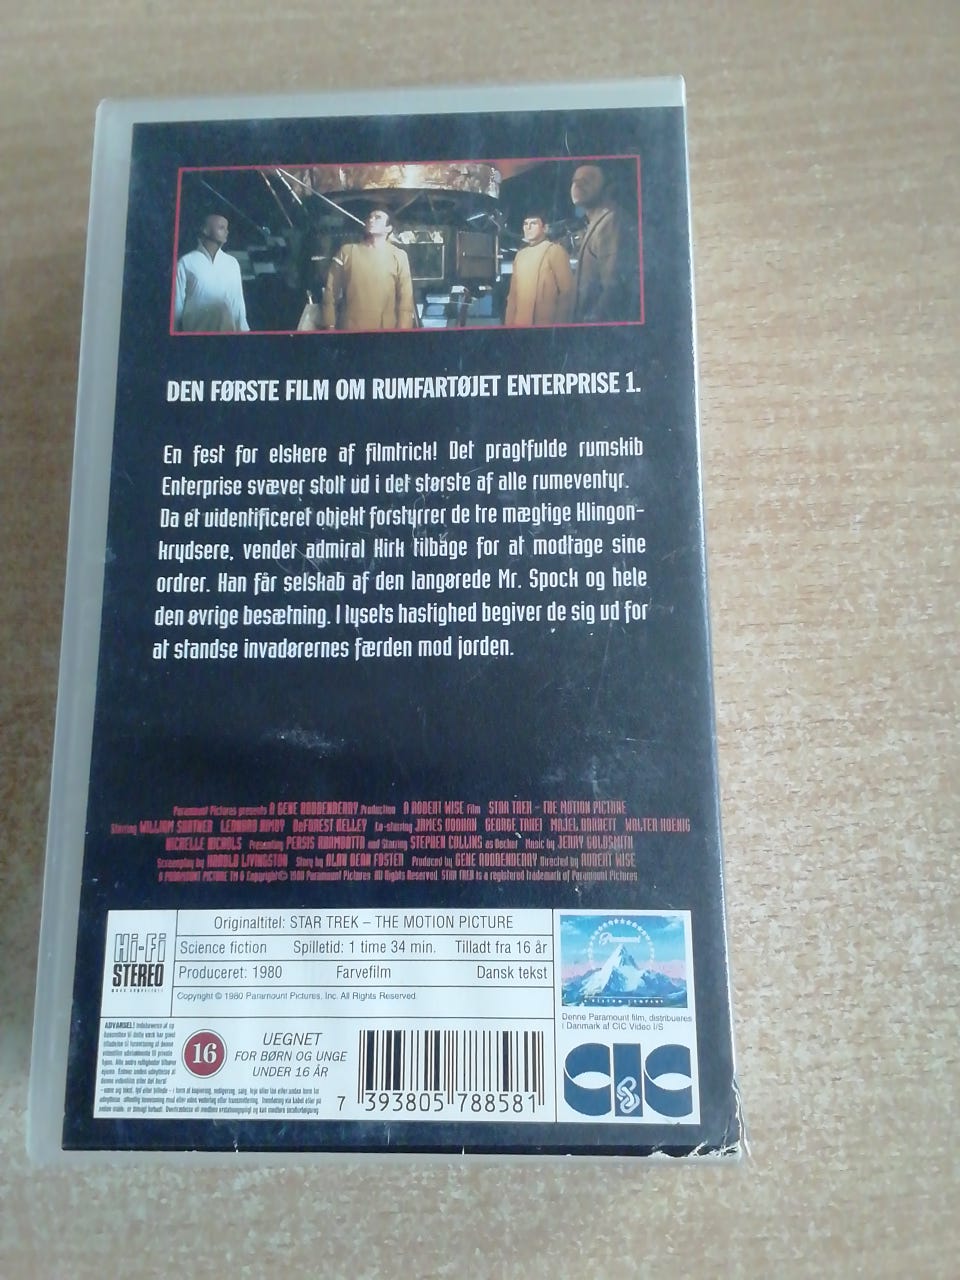 DEN FØRSTE FILM OM RUMFARTØJET ENTERPRISE 1.
En fest for elskere af filmtrick! Det pragtfulde rumskib
Enterprise svæver stolt ud i det største af alle rumeventyr.
Da et uidentificeret objekt forstyrrer de tre mægtige Klingon-
krydsere, vender admiral Kirk tilbage for at modtage sine
ordrer. Han får selskab af den langørede Mr. Spock og hele
den øvrige besætning. I lysets hastighed begiver de sig ud for
at standse invadørernes færden mod jorden.
Paramount Pictures presents A GENE RODDENBERRY Production A ROBERT WISE Film STAR TREK – THE MOTION PICTURE
Starring WILLIAM SHATNER LEONARD NIMOY DeFOREST KELLEY Co-starring JAMES DOOHAN GEORGE TAKEI MAJEL BARRETT WALTER KOENIG
NICHELLE NICHOLS Presenting PERSIS KHAMBATTA and Starring STEPHEN COLLINS as Decker Music by JERRY GOLDSMITH
Screenplay by HAROLD LIVINGSTON Story by ALAN DEAN FOSTER Produced by GENE RODDENBERRY Directed by ROBERT WISE
A PARAMOUNT PICTURE TM & Copyright © 1980 Paramount Pictures All Rights Reserved STAR TREK is a registered trademark of Paramount Pictures
Hi-Fi
STEREO
Originaltitel: STAR TREK – THE MOTION PICTURE
Science fiction Spilletid: 1 time 34 min. Tilladt fra 16 år
Produceret: 1980 Farvefilm Dansk tekst
Copyright © 1980 Paramount Pictures, Inc. All Rights Reserved.
Paramount
Denne Paramount film, distribueres
i Danmark af CIC Video I/S
ADVARSEL!
16
UEGNET
FOR BØRN OG UNGE
UNDER 16 ÅR
7 393805 788581
CIC